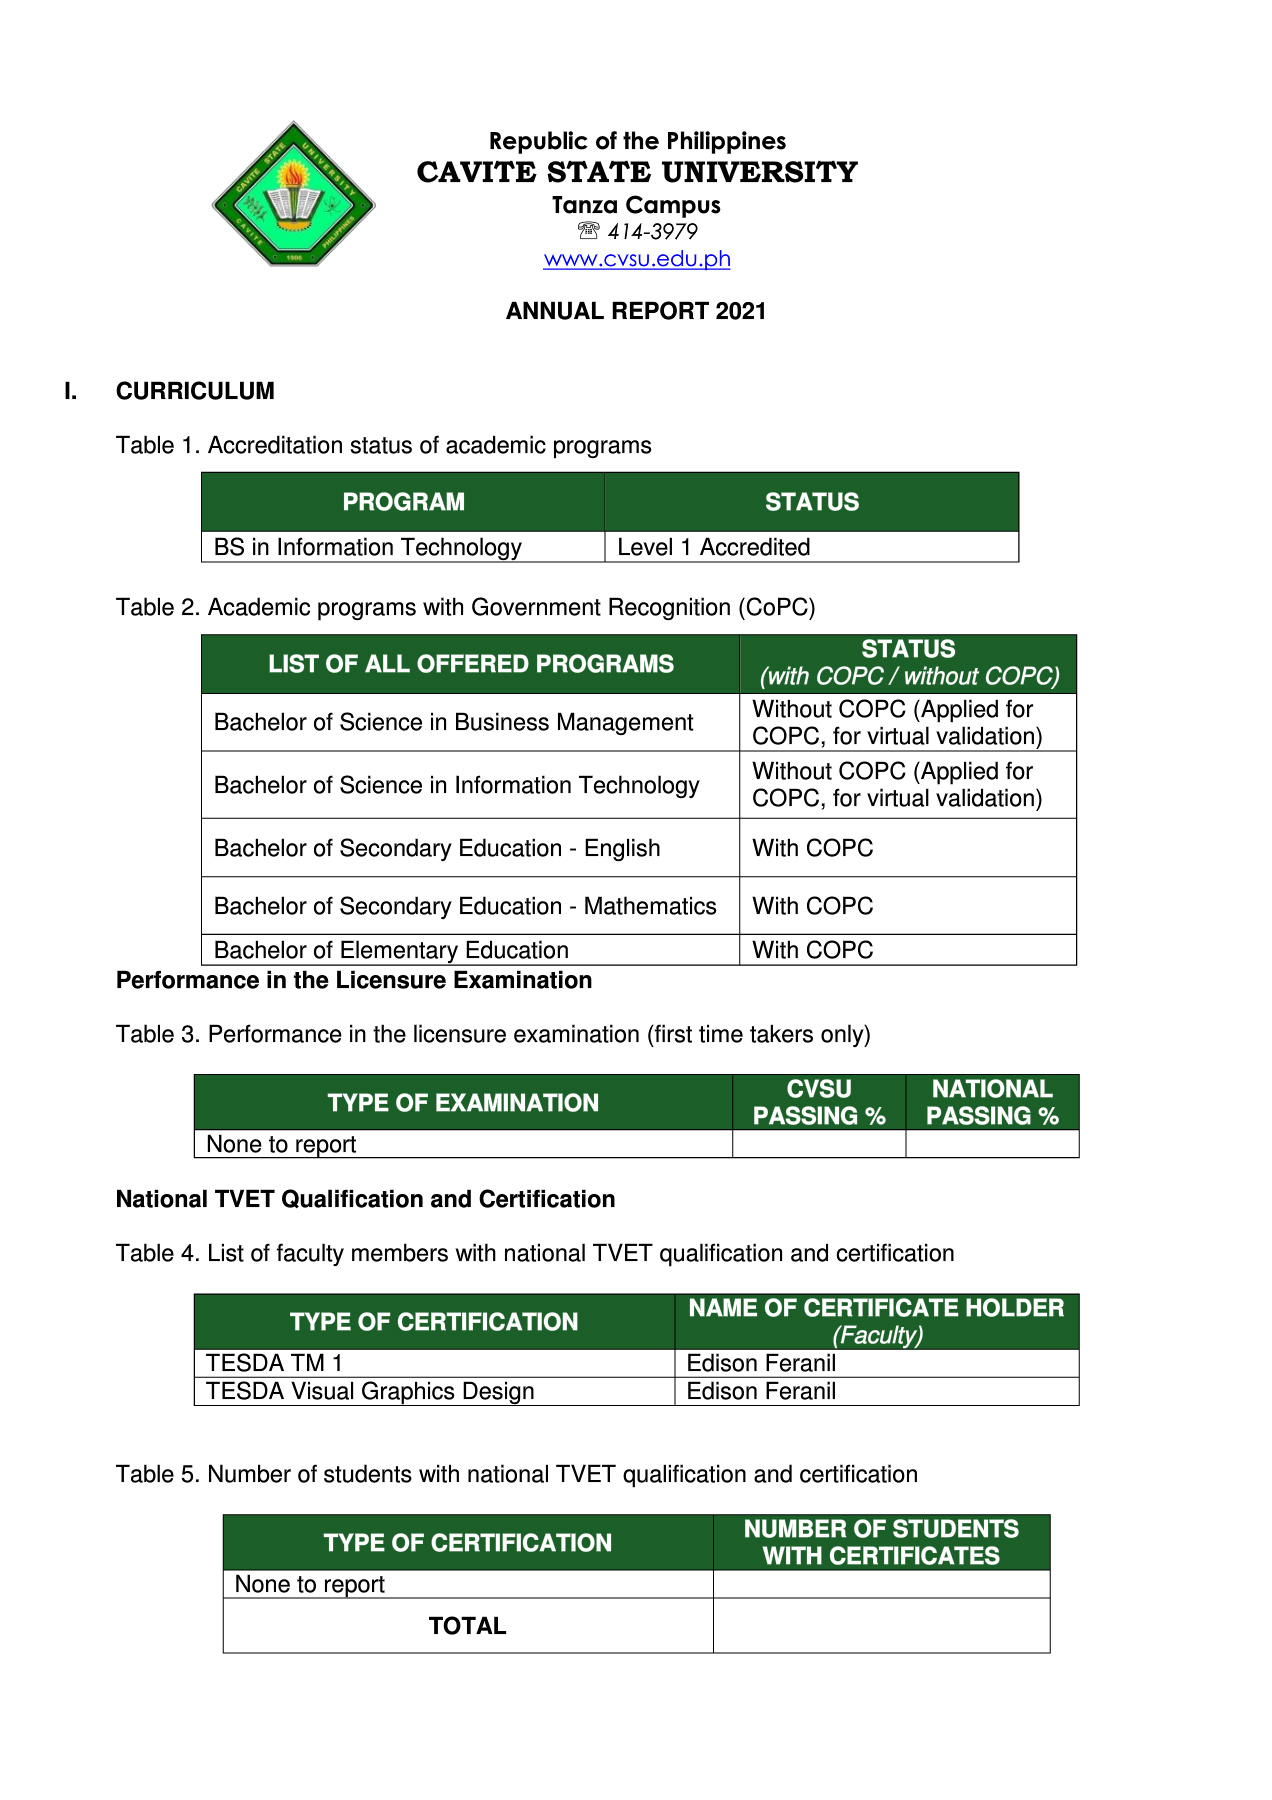 CAVITE STATE UNIVERSITY
CAVITE PHILIPPINES
1906
Republic of the Philippines
CAVITE STATE UNIVERSITY
Tanza Campus
☏ 414-3979
www.cvsu.edu.ph
ANNUAL REPORT 2021
I. CURRICULUM
Table 1. Accreditation status of academic programs
PROGRAM STATUS
BS in Information Technology Level 1 Accredited
Table 2. Academic programs with Government Recognition (CoPC)
LIST OF ALL OFFERED PROGRAMS STATUS
(with COPC / without COPC)
Bachelor of Science in Business Management Without COPC (Applied for
COPC, for virtual validation)
Bachelor of Science in Information Technology Without COPC (Applied for
COPC, for virtual validation)
Bachelor of Secondary Education - English With COPC
Bachelor of Secondary Education - Mathematics With COPC
Bachelor of Elementary Education With COPC
Performance in the Licensure Examination
Table 3. Performance in the licensure examination (first time takers only)
TYPE OF EXAMINATION CVSU PASSING % NATIONAL PASSING %
None to report
National TVET Qualification and Certification
Table 4. List of faculty members with national TVET qualification and certification
TYPE OF CERTIFICATION NAME OF CERTIFICATE HOLDER
(Faculty)
TESDA TM 1 Edison Feranil
TESDA Visual Graphics Design Edison Feranil
Table 5. Number of students with national TVET qualification and certification
TYPE OF CERTIFICATION NUMBER OF STUDENTS
WITH CERTIFICATES
None to report
TOTAL